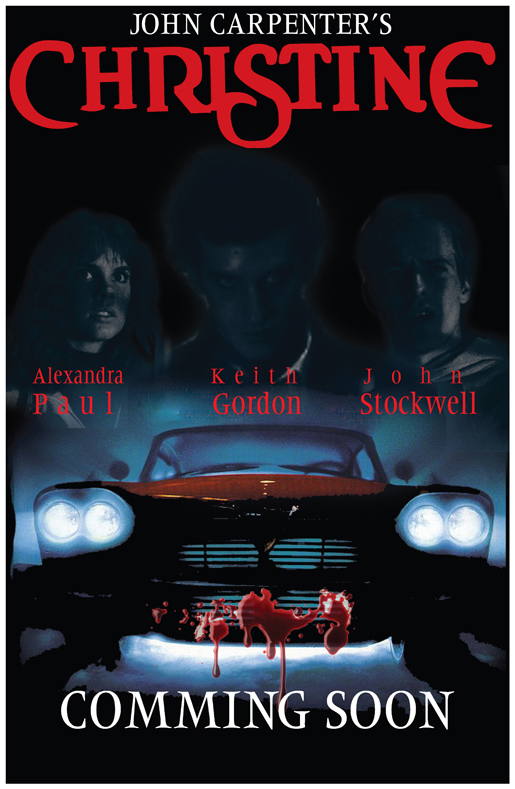 JOHN CARPENTER'S
CHRISTINE
Alexandra
Paul
Keith
Gordon
John
Stockwell
COMMING SOON